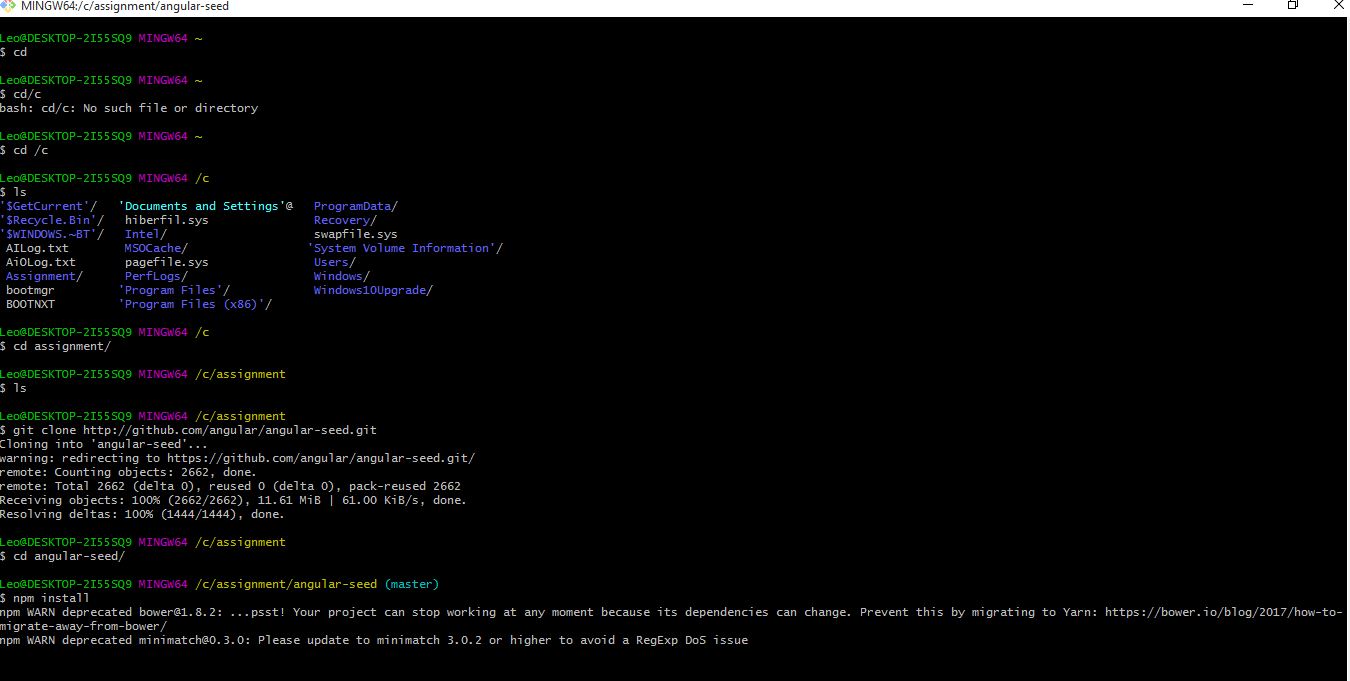 MINGW64:/c/assignment/angular-seed
Leo@DESKTOP-2I55SQ9 MINGW64 ~
$ cd
Leo@DESKTOP-2I55SQ9 MINGW64 ~
$ cd/c
bash: cd/c: No such file or directory
Leo@DESKTOP-2I55SQ9 MINGW64 ~
$ cd /c
Leo@DESKTOP-2I55SQ9 MINGW64 /c
$ ls
'$GetCurrent'/ 'Documents and Settings'@ ProgramData/
'$Recycle.Bin'/ hiberfil.sys Recovery/
'$WINDOWS.~BT'/ Intel/ swapfile.sys
AILog.txt MSOCache/ 'System Volume Information'/
AiOLog.txt pagefile.sys Users/
Assignment/ PerfLogs/ Windows/
bootmgr 'Program Files'/ Windows10Upgrade/
BOOTNXT 'Program Files (x86)'/
Leo@DESKTOP-2I55SQ9 MINGW64 /c
$ cd assignment/
Leo@DESKTOP-2I55SQ9 MINGW64 /c/assignment
$ ls
Leo@DESKTOP-2I55SQ9 MINGW64 /c/assignment
$ git clone http://github.com/angular/angular-seed.git
Cloning into 'angular-seed'...
warning: redirecting to https://github.com/angular/angular-seed.git/
remote: Counting objects: 2662, done.
remote: Total 2662 (delta 0), reused 0 (delta 0), pack-reused 2662
Receiving objects: 100% (2662/2662), 11.61 MiB | 61.00 KiB/s, done.
Resolving deltas: 100% (1444/1444), done.
Leo@DESKTOP-2I55SQ9 MINGW64 /c/assignment
$ cd angular-seed/
Leo@DESKTOP-2I55SQ9 MINGW64 /c/assignment/angular-seed (master)
$ npm install
npm WARN deprecated bower@1.8.2: ...psst! Your project can stop working at any moment because its dependencies can change. Prevent this by migrating to Yarn: https://bower.io/blog/2017/how-to-
migrate-away-from-bower/
npm WARN deprecated minimatch@0.3.0: Please update to minimatch 3.0.2 or higher to avoid a RegExp DoS issue